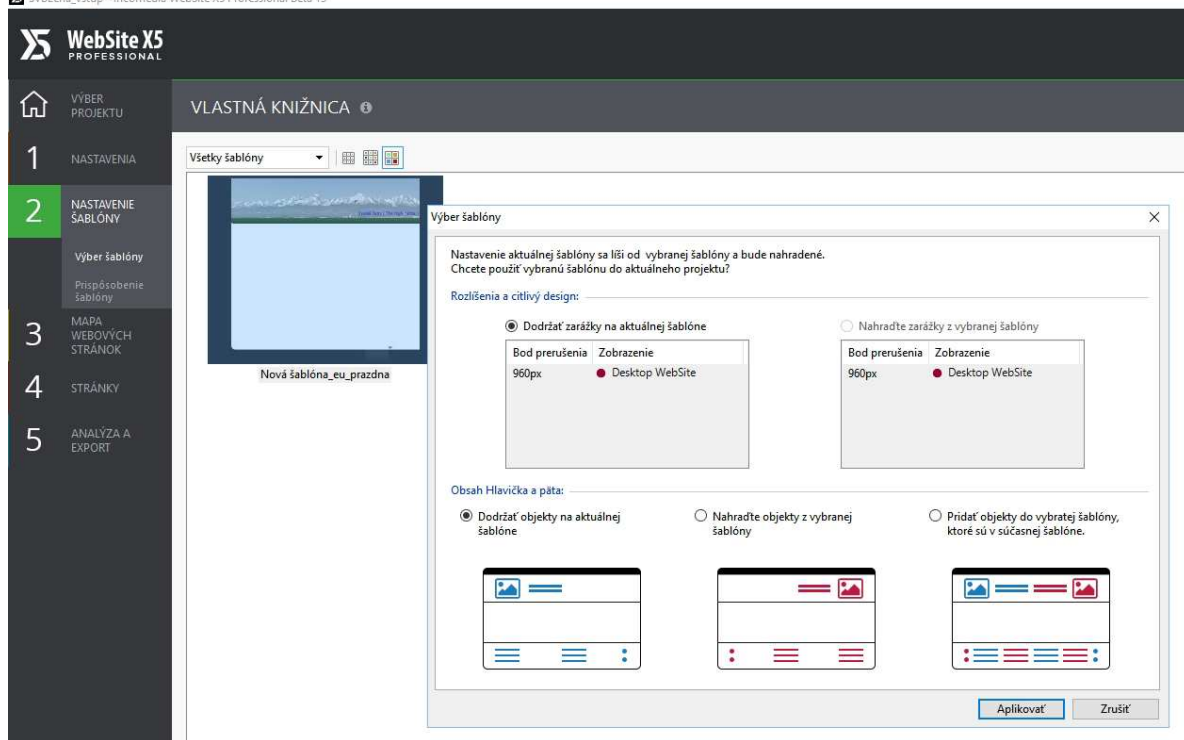 WebSite X5
PROFESSIONAL
VÝBER
PROJEKTU
VLASTNÁ KNIŽNICA
1
NASTAVENIA
Všetky šablóny
2
NASTAVENIE
ŠABLÓNY
Výber šablóny
Prispôsobenie
šablóny
3
MAPA
WEBOVÝCH
STRÁNOK
4
STRÁNKY
5
ANALÝZA A
EXPORT
Nová šablóna_eu_prazdna
Výber šablóny
Nastavenie aktuálnej šablóny sa líši od vybranej šablóny a bude nahradené.
Chcete použiť vybranú šablónu do aktuálneho projektu?
Rozlíšenia a citlivý design:
Dodržať zarážky na aktuálnej šablóne
Bod prerušenia Zobrazenie
960px Desktop WebSite
Nahraďte zarážky z vybranej šablóny
Bod prerušenia Zobrazenie
960px Desktop WebSite
Obsah Hlavička a päta:
Dodržať objekty na aktuálnej
šablóne
Nahraďte objekty z vybranej
šablóny
Pridať objekty do vybratej šablóny,
ktoré sú v súčasnej šablóne.
Aplikovať
Zrušiť